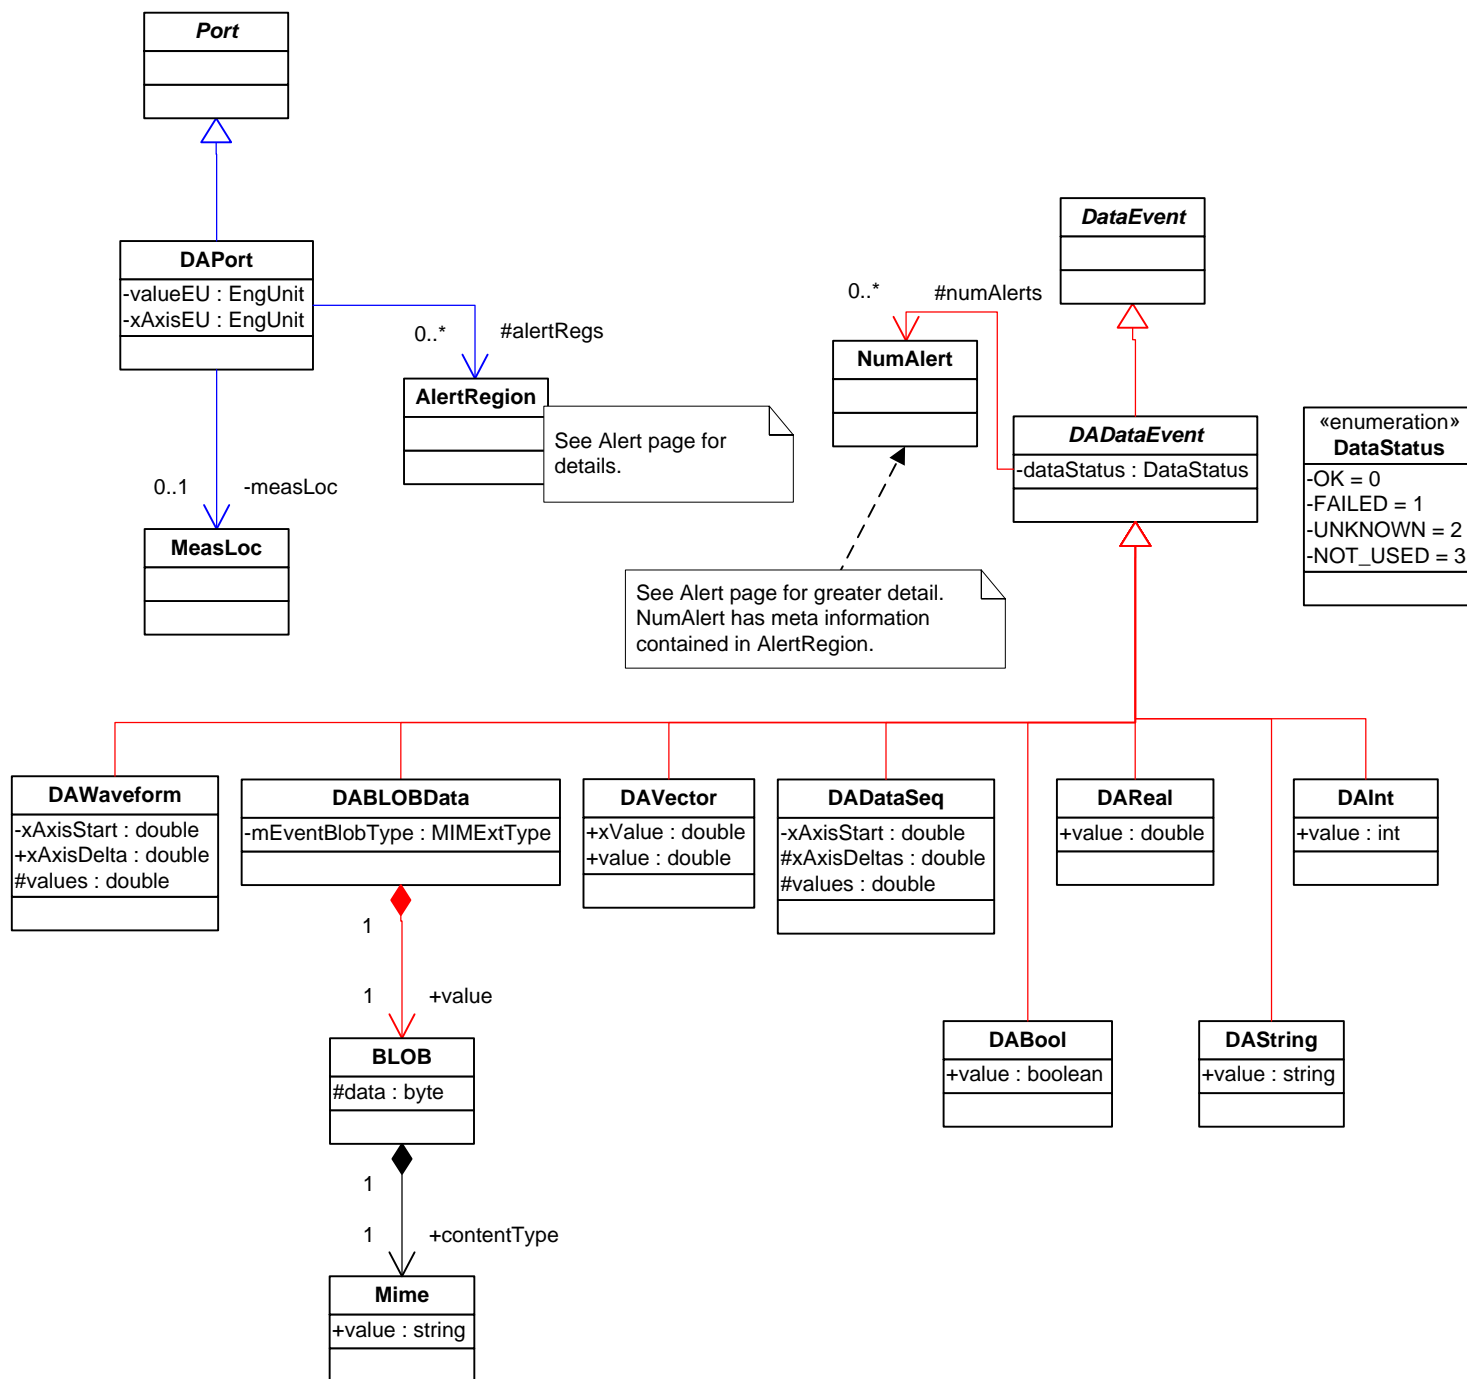 Port
DAPort
-valueEU : EngUnit
-xAxisEU : EngUnit
0..*
#alertRegs
AlertRegion
See Alert page for
details.
0..1
-measLoc
MeasLoc
DataEvent
0..*
#numAlerts
NumAlert
DADataEvent
-dataStatus : DataStatus
«enumeration»
DataStatus
-OK = 0
-FAILED = 1
-UNKNOWN = 2
-NOT_USED = 3
See Alert page for greater detail.
NumAlert has meta information
contained in AlertRegion.
DAWaveform
-xAxisStart : double
+xAxisDelta : double
#values : double
DABLOBData
-mEventBlobType : MIMExtType
DAVector
+xValue : double
+value : double
DADataSeq
-xAxisStart : double
#xAxisDeltas : double
#values : double
DAReal
+value : double
DAInt
+value : int
1
1
+value
BLOB
#data : byte
DABool
+value : boolean
DAString
+value : string
1
1
+contentType
Mime
+value : string